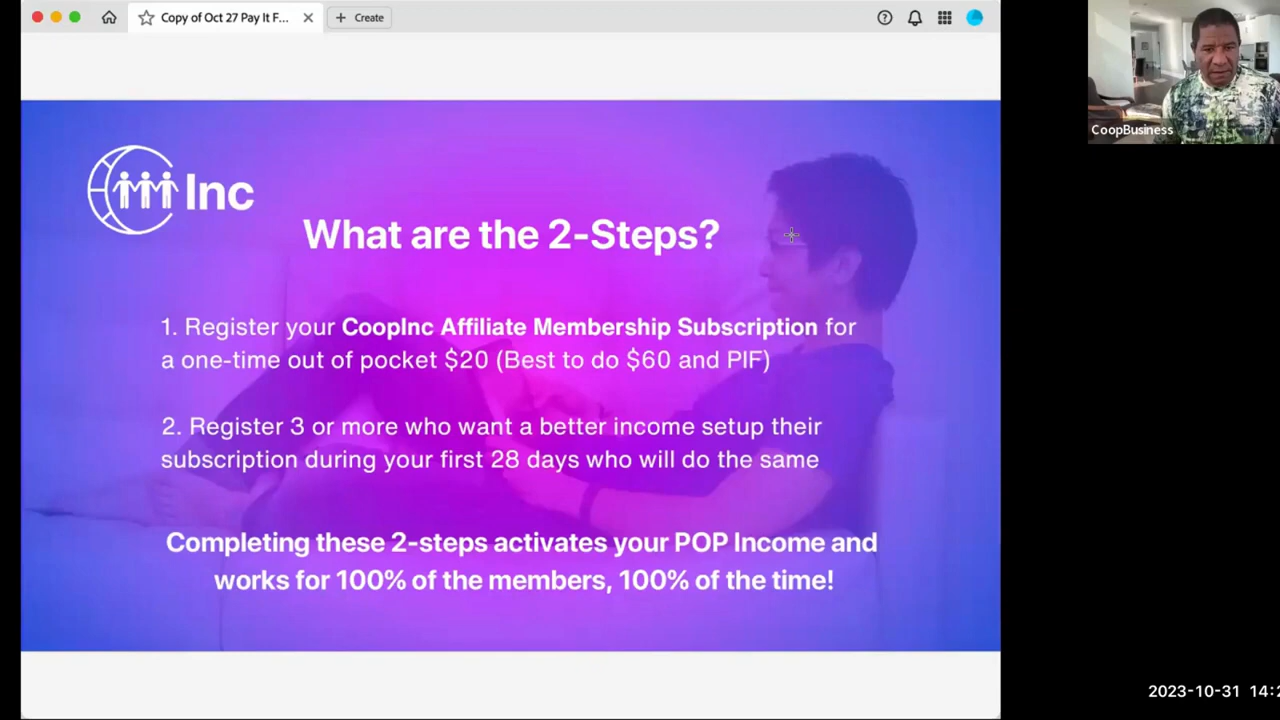 Copy of Oct 27 Pay It F...
Create
CoopBusiness
Inc
What are the 2-Steps?
1. Register your CoopInc Affiliate Membership Subscription for
a one-time out of pocket $20 (Best to do $60 and PIF)
2. Register 3 or more who want a better income setup their
subscription during your first 28 days who will do the same
Completing these 2-steps activates your POP Income and
works for 100% of the members, 100% of the time!
2023-10-31 14:2